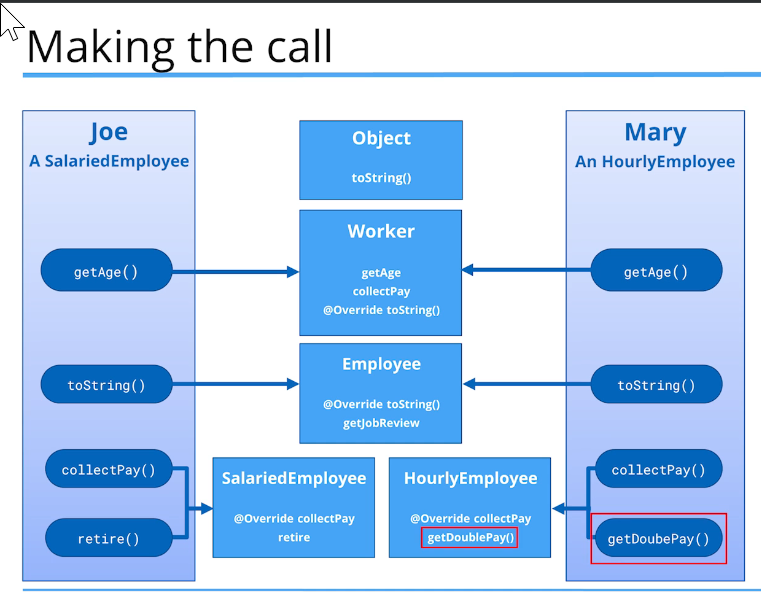 Making the call
Joe
A SalariedEmployee
getAge()
toString()
collectPay()
retire()
Object
toString()
Worker
getAge
collectPay
@Override toString()
Employee
@Override toString()
getJobReview
SalariedEmployee
@Override collectPay
retire
HourlyEmployee
@Override collectPay
getDoublePay()
Mary
An HourlyEmployee
getAge()
toString()
collectPay()
getDoubePay()